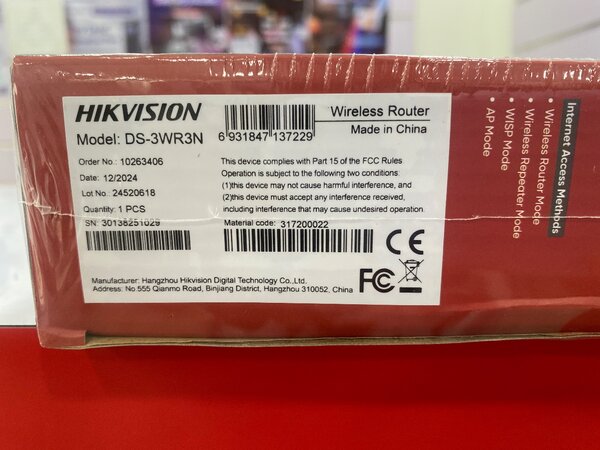 HIKVISION
6 931847 137229
Wireless Router
Made in China
Model: DS-3WR3N
Order No.: 10263406
Date: 12/2024
Lot No.: 24520618
Quantity: 1 PCS
SN: 30138251029
This device complies with Part 15 of the FCC Rules
Operation is subject to the following two conditions:
(1)this device may not cause harmful interference, and
(2)this device must accept any interference received,
including interference that may cause undesired operation.
Material code: 317200022
CE
FC
Manufacturer: Hangzhou Hikvision Digital Technology Co.,Ltd.
Address: No.555 Qianmo Road, Binjiang District, Hangzhou 310052, China
Internet Access Methods
• Wireless Router Mode
• Wireless Repeater Mode
• WISP Mode
• AP Mode